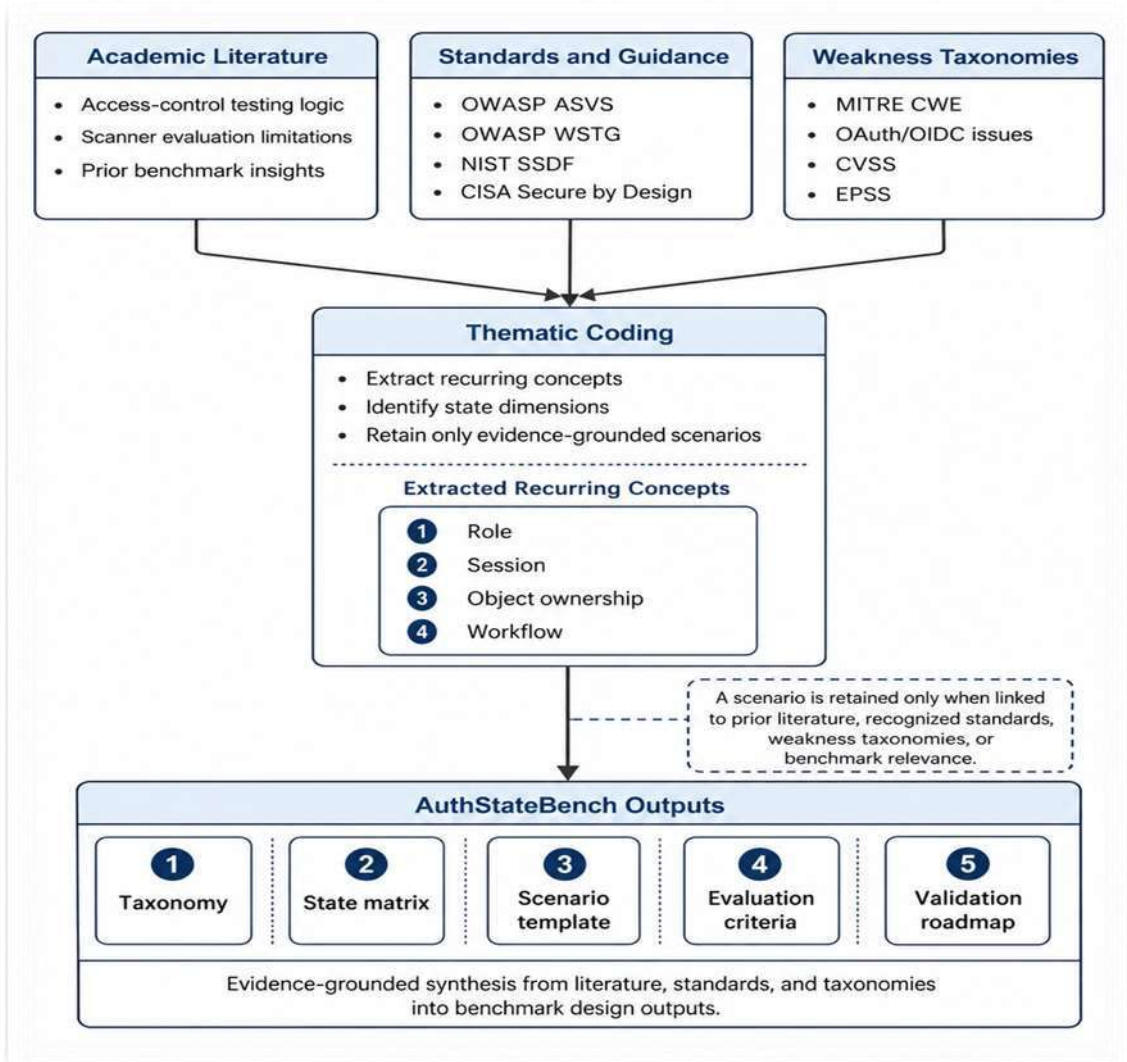 Academic Literature
• Access-control testing logic
• Scanner evaluation limitations
• Prior benchmark insights
Standards and Guidance
• OWASP ASVS
• OWASP WSTG
• NIST SSDF
• CISA Secure by Design
Weakness Taxonomies
• MITRE CWE
• OAuth/OIDC issues
• CVSS
• EPSS
Thematic Coding
• Extract recurring concepts
• Identify state dimensions
• Retain only evidence-grounded scenarios
Extracted Recurring Concepts
1 Role
2 Session
3 Object ownership
4 Workflow
A scenario is retained only when linked
to prior literature, recognized standards,
weakness taxonomies, or
benchmark relevance.
AuthStateBench Outputs
1
Taxonomy
2
State matrix
3
Scenario
template
4
Evaluation
criteria
5
Validation
roadmap
Evidence-grounded synthesis from literature, standards, and taxonomies
into benchmark design outputs.